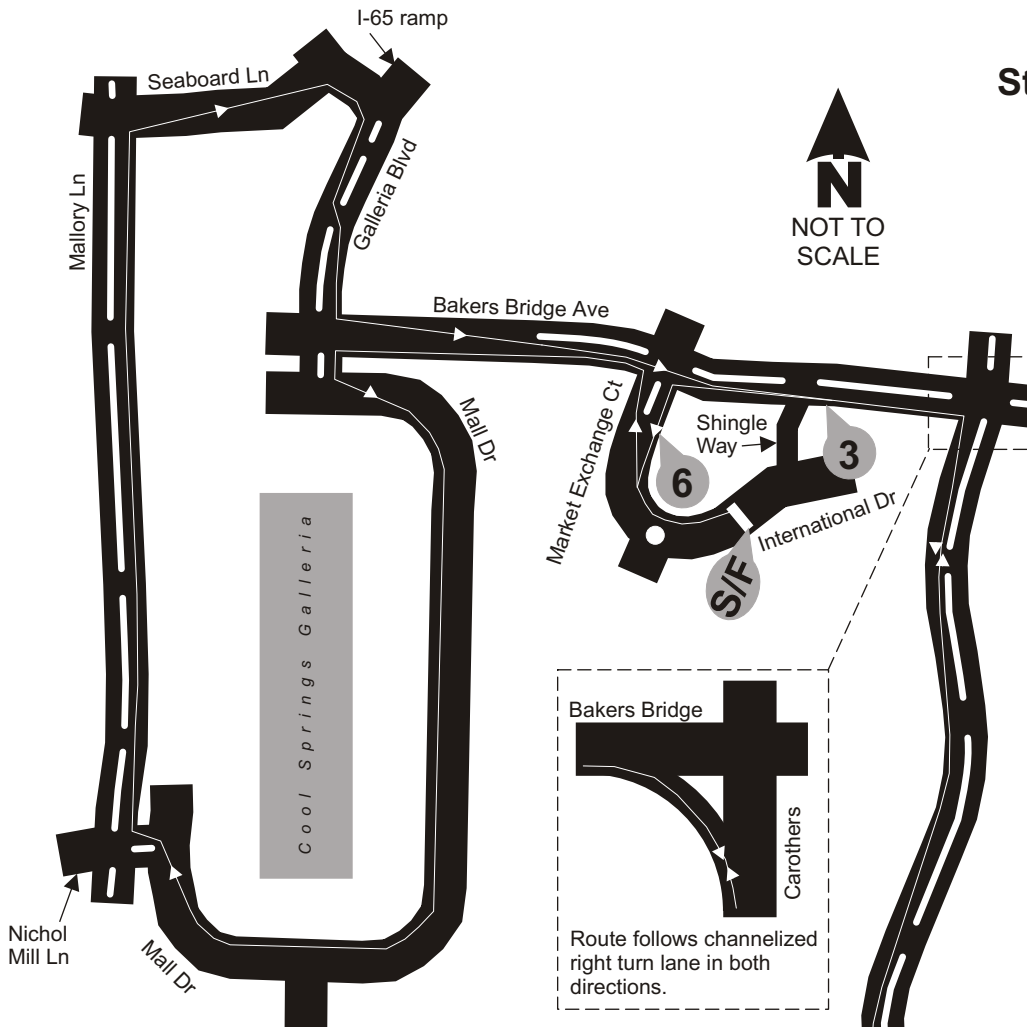 I-65 ramp
Seaboard Ln
St
Mallory Ln
Galleria Blvd
N
NOT TO
SCALE
Bakers Bridge Ave
Mall Dr
Market Exchange Ct
Shingle
Way
3
6
International Dr
S/F
Cool Springs Galleria
Bakers Bridge
Carothers
Route follows channelized
right turn lane in both
directions.
Nichol
Mill Ln
Mall Dr